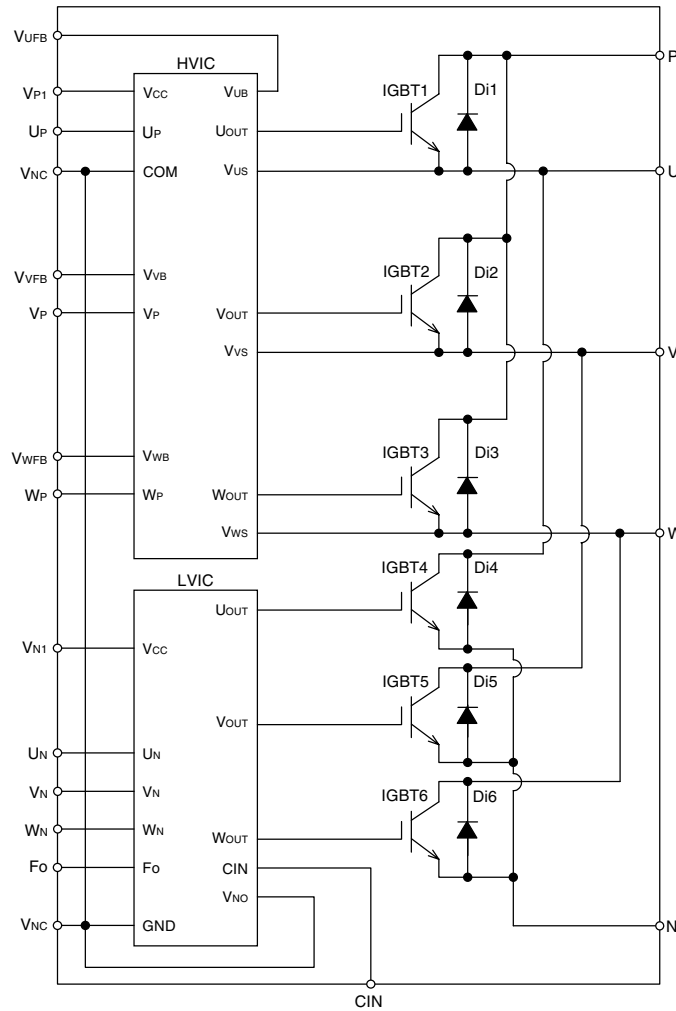 VUFB
HVIC
P
VP1
VCC
VUB
IGBT1
Di1
UP
UP
UOUT
VNC
COM
VUS
U
VVFB
VVB
IGBT2
Di2
VP
VP
VOUT
VVS
V
VWFB
VWB
IGBT3
Di3
WP
WP
WOUT
VWS
W
LVIC
IGBT4
Di4
UOUT
VN1
VCC
IGBT5
Di5
VOUT
UN
UN
VN
VN
IGBT6
Di6
WN
WN
WOUT
Fo
Fo
CIN
VNO
VNC
GND
N
CIN